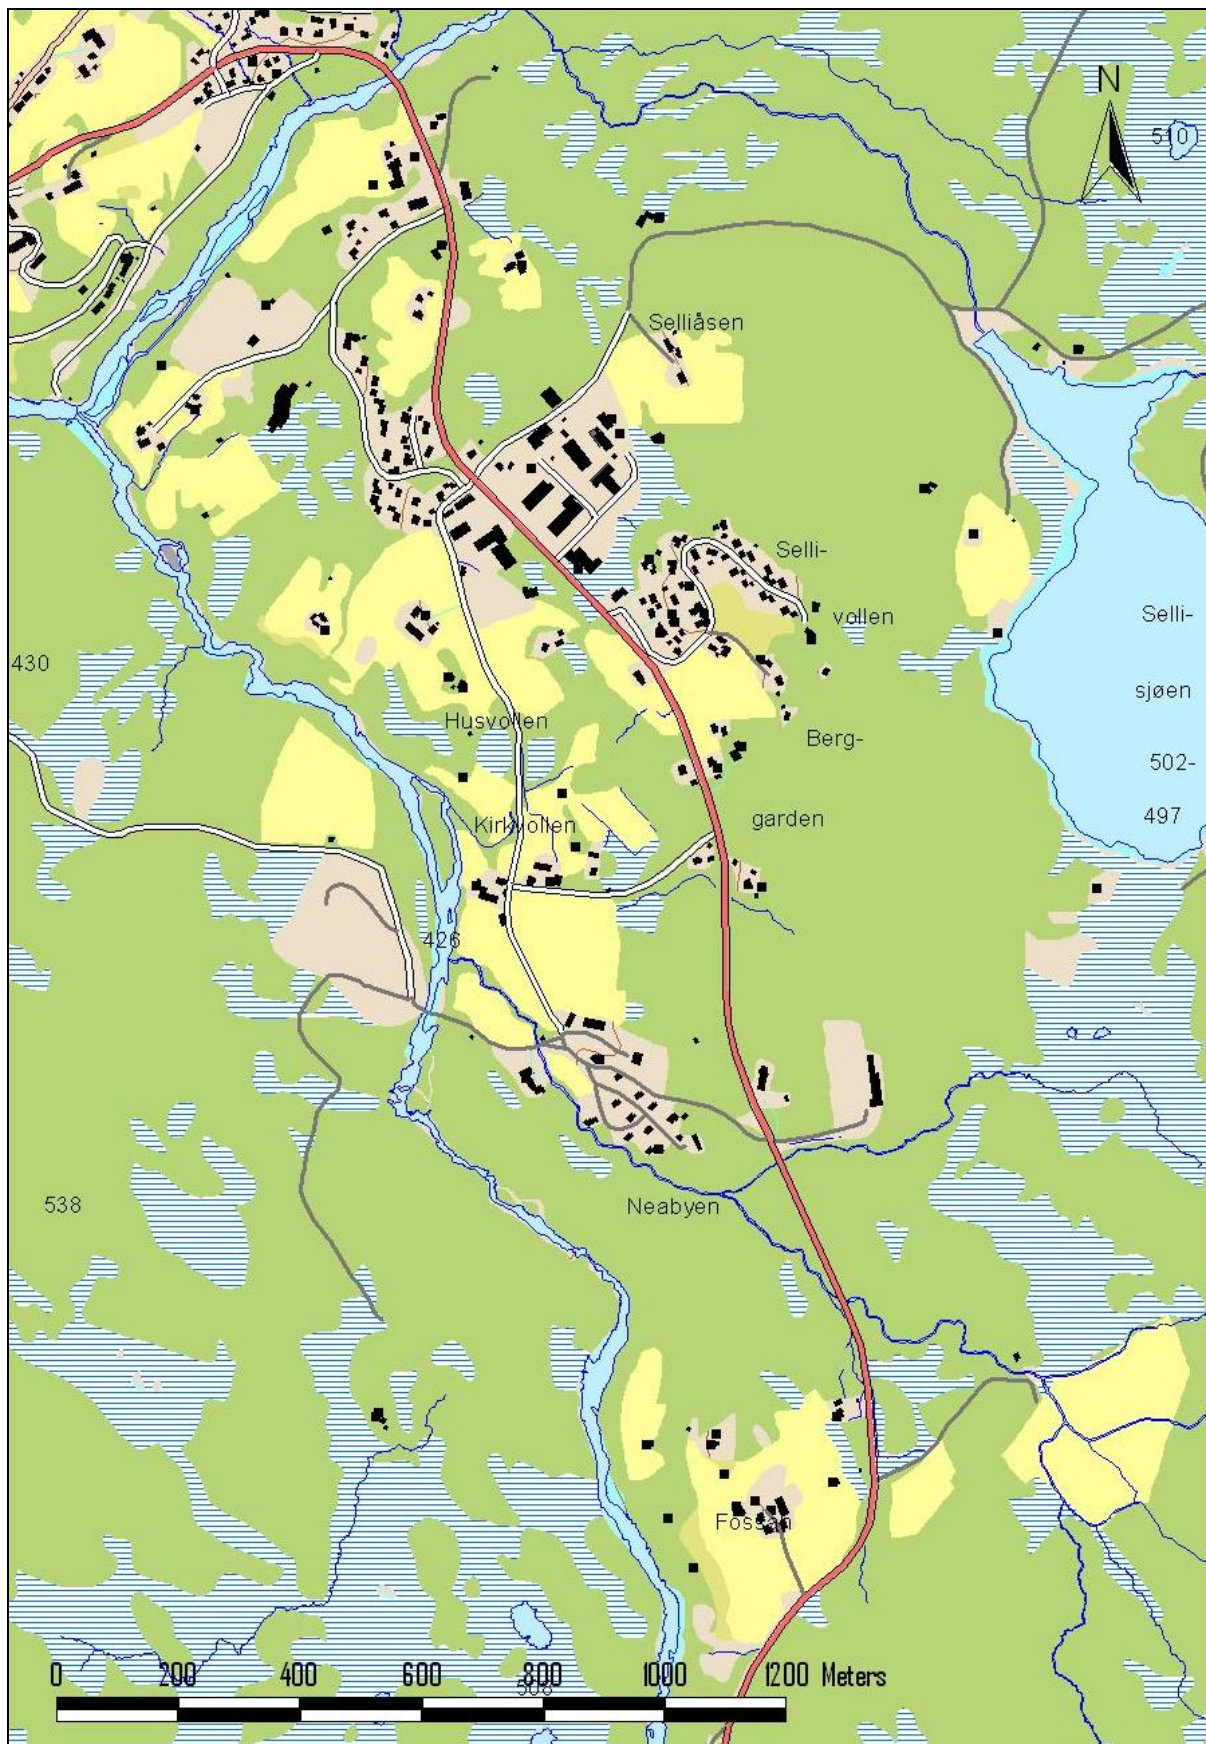 N
510
Selliåsen
Selli-
vollen
Selli-
430
sjøen
Husvollen
Berg-
502-
497
Kirkvollen
garden
426
538
Neabyen
Fossan
0 200 400 600 800 1000 1200 Meters
508